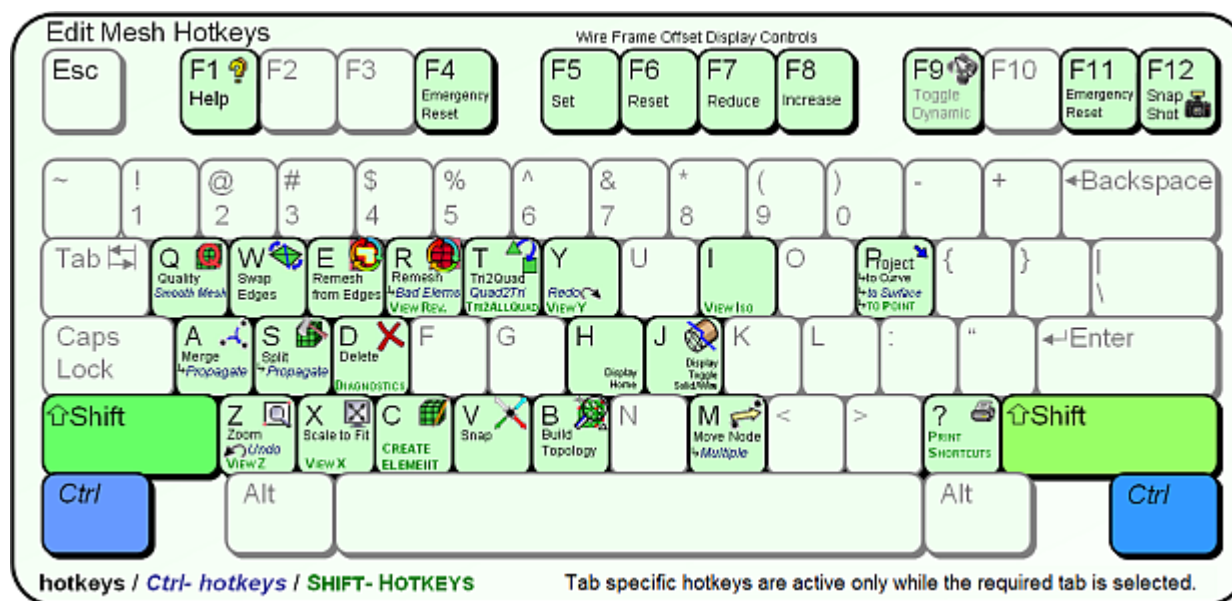 Edit Mesh Hotkeys
Wire Frame Offset Display Controls
Esc F1 F2 F3 F4 F5 F6 F7 F8 F9 F10 F11 F12
Help Emergency Reset Set Reset Reduce Increase Toggle Dynamic Emergency Reset Snap Shot
~ ! @ # $ % ^ & * ( ) - + Backspace
1 2 3 4 5 6 7 8 9 0
Tab Q W E R T Y U I O Project { } |
Quality Swap Remesh Remesh Tri2Quad to Curve
Smooth Mesh Edges from Edges Bad Elems Quad2Tri Redo to Surface \
VIEW REV. TRI2ALLQUAD VIEW Y VIEW ISO TO POINT
Caps Lock A S D F G H J K L : “ Enter
Merge Split Delete Display Home Display Toggle Solid/Wire
Propagate Propagate DIAGNOSTICS
Shift Z X C V B N M < > ? Shift
Zoom Scale to Fit Snap Build Topology Move Node PRINT SHORTCUTS
Undo CREATE ELEMENT Multiple
VIEW Z VIEW X
Ctrl Alt Alt Ctrl
hotkeys / Ctrl- hotkeys / SHIFT- HOTKEYS Tab specific hotkeys are active only while the required tab is selected.